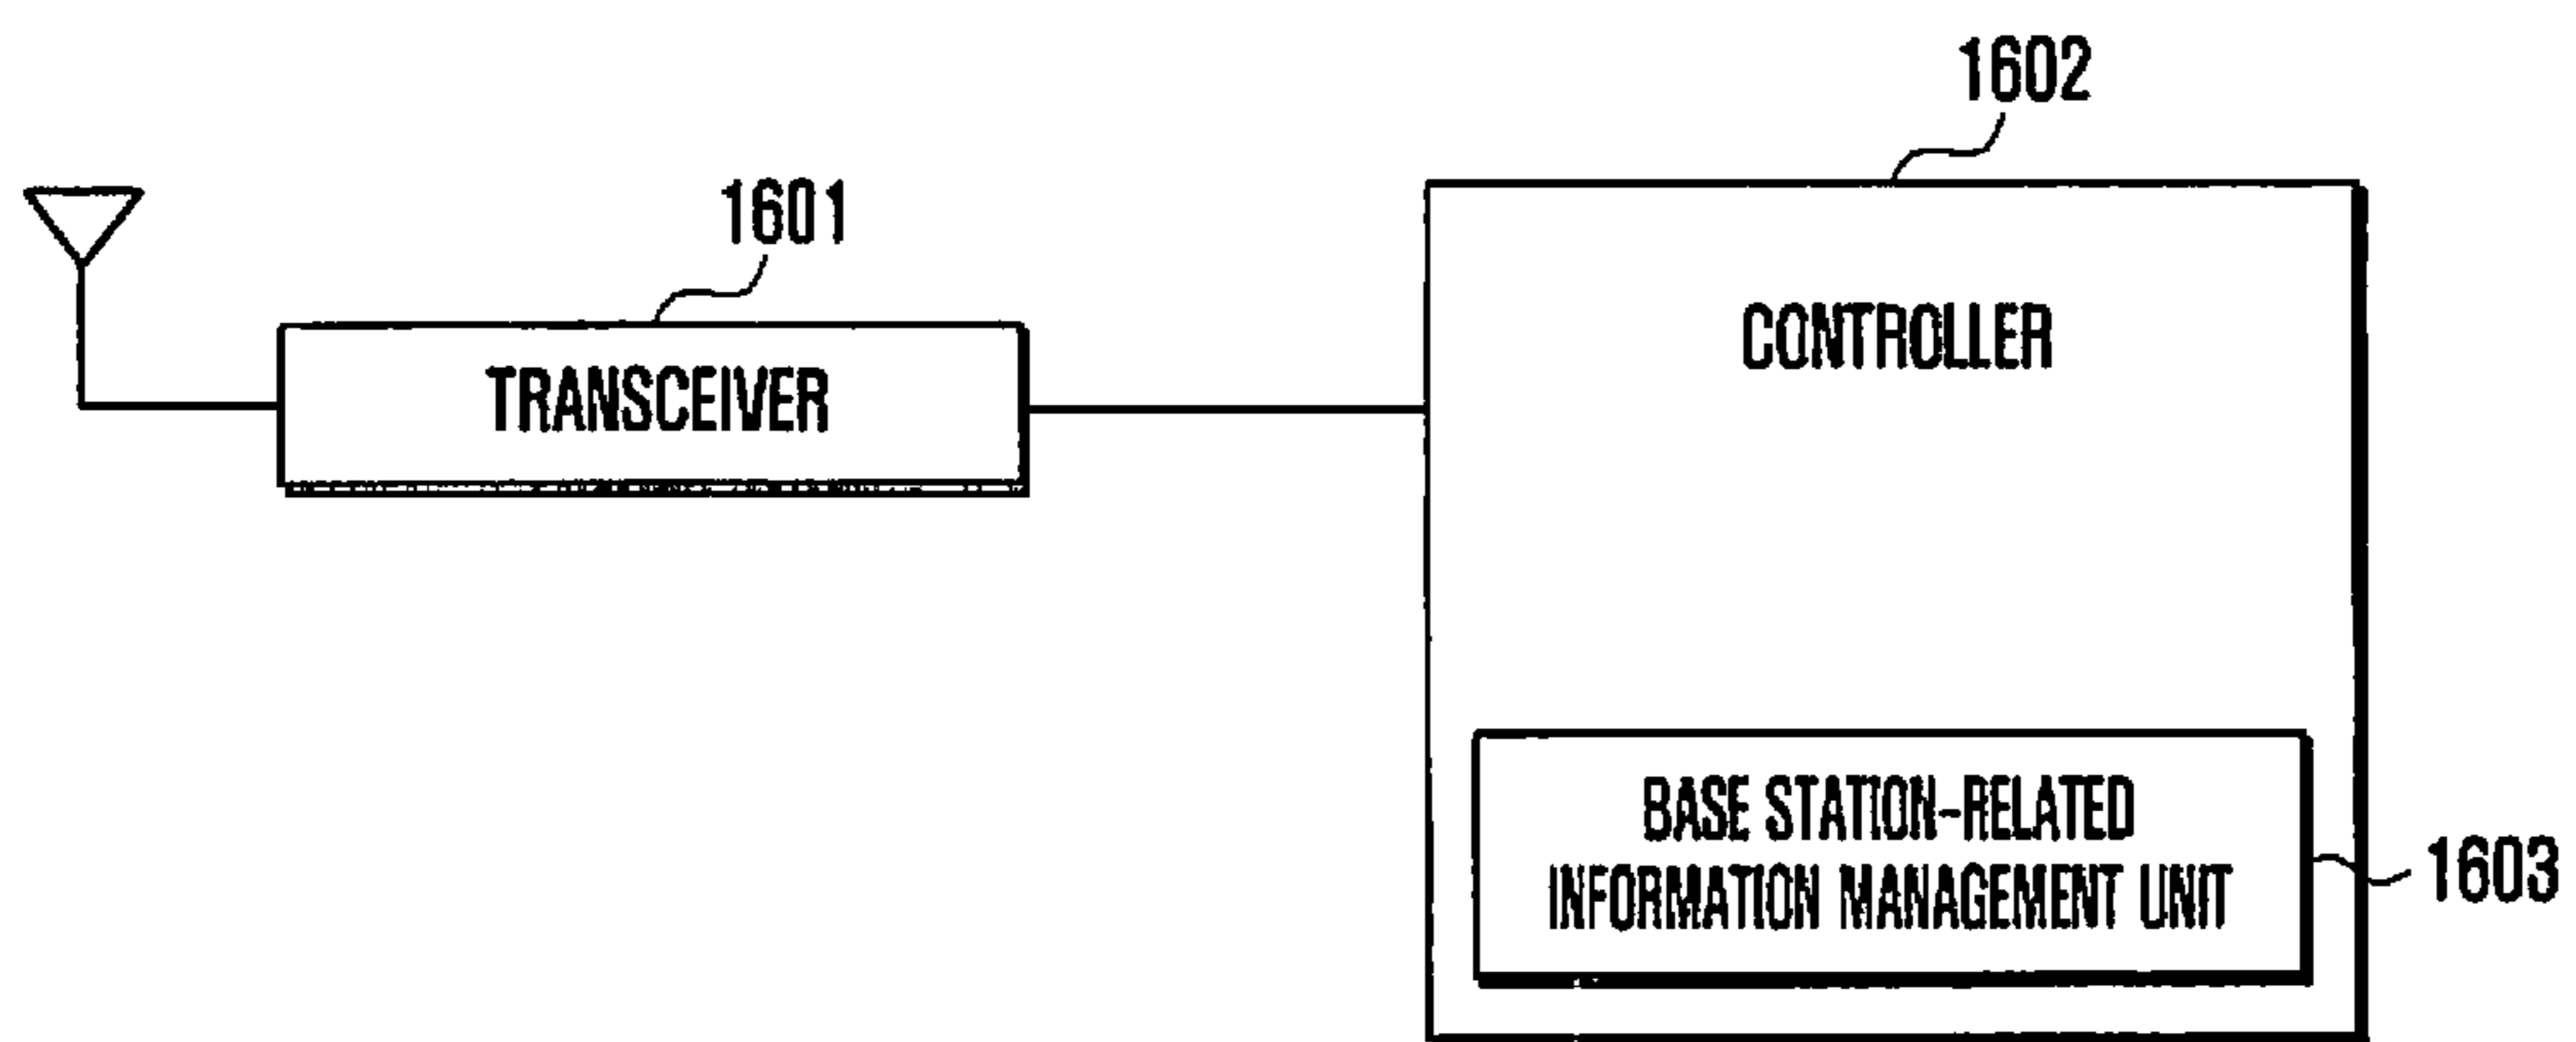 1602
1601
CONTROLLER
TRANSCEIVER
BASE STATION-RELATED
INFORMATION MANAGEMENT UNIT
1603